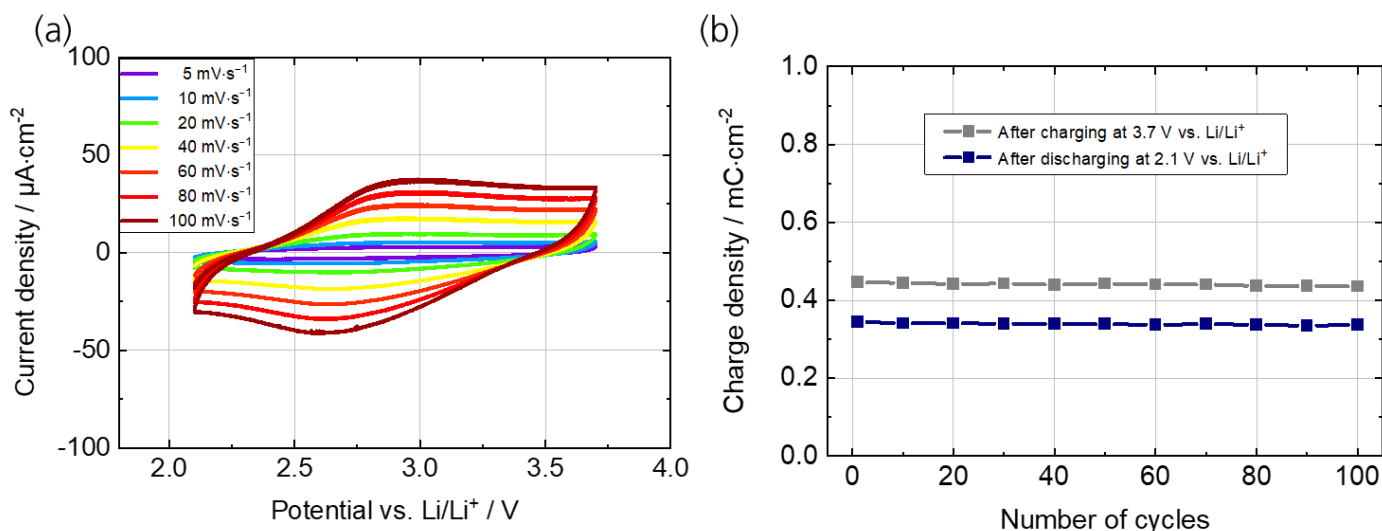 (a)
100
50
0
-50
-100
Current density / µA·cm⁻²
5 mV·s⁻¹
10 mV·s⁻¹
20 mV·s⁻¹
40 mV·s⁻¹
60 mV·s⁻¹
80 mV·s⁻¹
100 mV·s⁻¹
2.0 2.5 3.0 3.5 4.0
Potential vs. Li/Li⁺ / V
(b)
1.0
0.8
0.6
0.4
0.2
0.0
Charge density / mC·cm⁻²
After charging at 3.7 V vs. Li/Li⁺
After discharging at 2.1 V vs. Li/Li⁺
0 20 40 60 80 100
Number of cycles